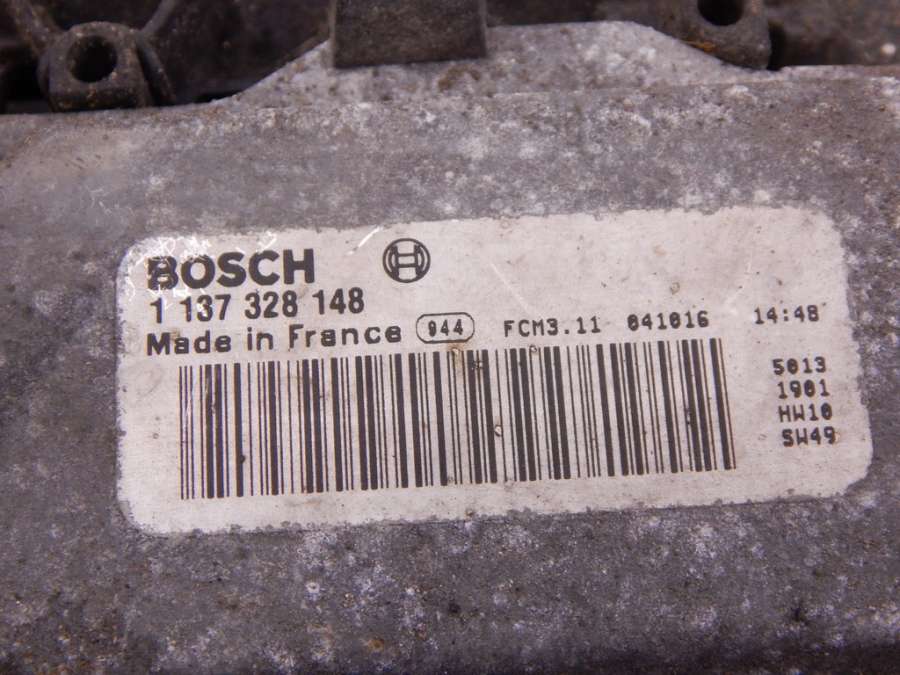 BOSCH
1 137 328 148
Made in France 944 FCM3.11 041016 14:48
5013
1901
HW10
SW49